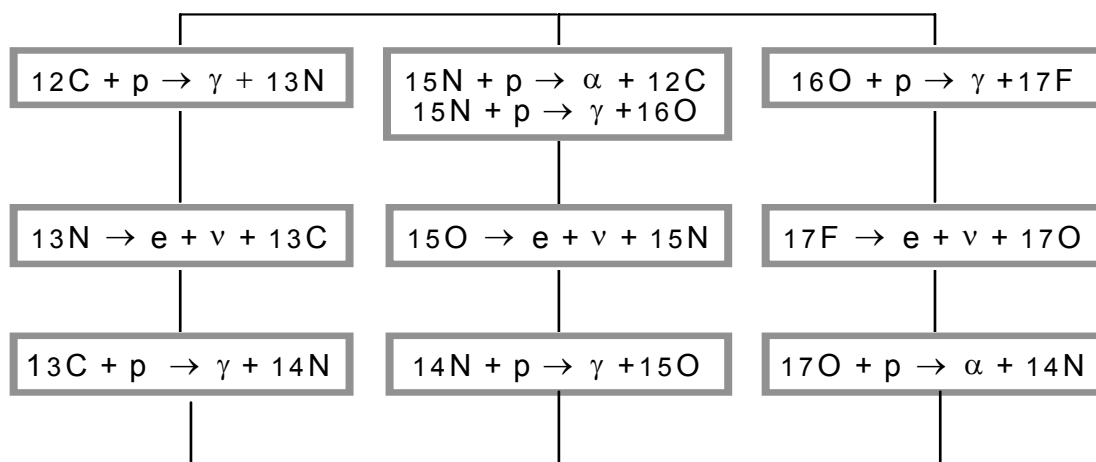 12C + p → γ + 13N
15N + p → α + 12C
15N + p → γ +16O
16O + p → γ +17F
13N → e + ν + 13C
15O → e + ν + 15N
17F → e + ν + 17O
13C + p → γ + 14N
14N + p → γ +15O
17O + p → α + 14N